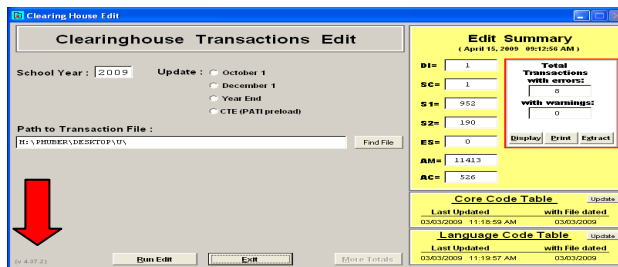 Clearing House Edit
Clearinghouse Transactions Edit
School Year : 2009
Update :
October 1
December 1
Year End
CTE (PATI preload)
Path to Transaction File :
H:\PHUBER\DESKTOP\U\
Find File
(v 4.37.2)
Run Edit
Exit
More Totals
Edit Summary
( April 15, 2009 09:12:56 AM )
DI= 1
SC= 1
S1= 952
S2= 190
ES= 0
AM= 11413
AC= 526
Total
Transactions
with errors:
8
with warnings:
0
Display Print Extract
Core Code Table Update
Last Updated with File dated
03/03/2009 11:18:59 AM 03/03/2009
Language Code Table Update
Last Updated with File dated
03/03/2009 11:19:57 AM 03/03/2009